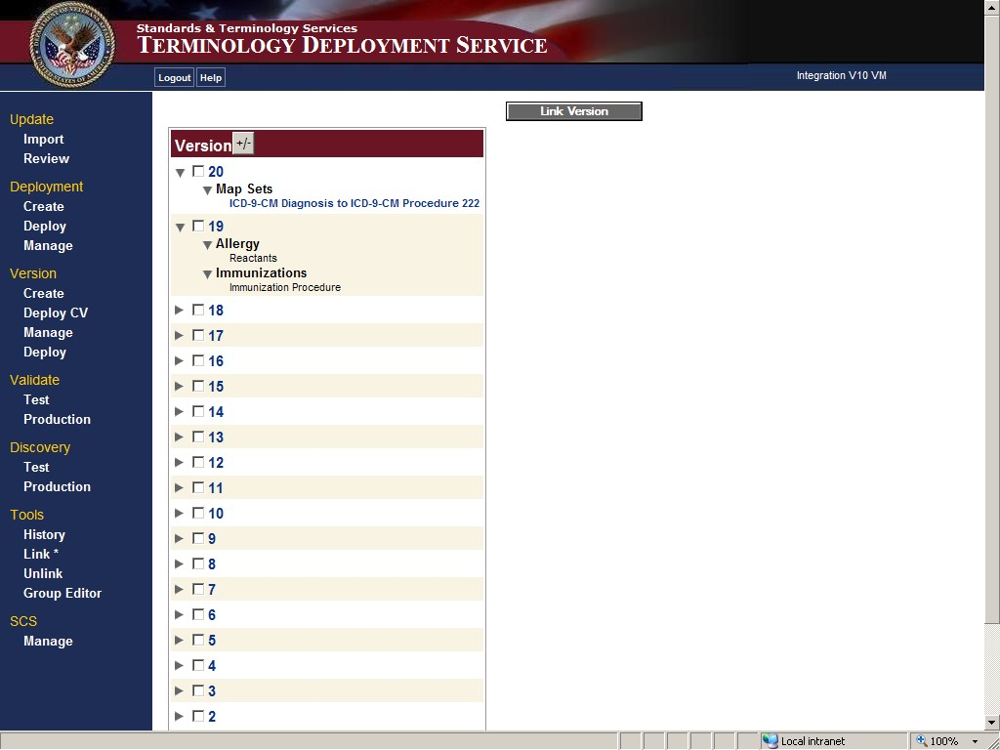 Standards & Terminology Services
TERMINOLOGY DEPLOYMENT SERVICE
Logout Help
Integration V10 VM
Update
Import
Review
Deployment
Create
Deploy
Manage
Version
Create
Deploy CV
Manage
Deploy
Validate
Test
Production
Discovery
Test
Production
Tools
History
Link *
Unlink
Group Editor
SCS
Manage
Link Version
Version +/-
20
Map Sets
ICD-9-CM Diagnosis to ICD-9-CM Procedure 222
19
Allergy
Reactants
Immunizations
Immunization Procedure
18
17
16
15
14
13
12
11
10
9
8
7
6
5
4
3
2
Local intranet
100%